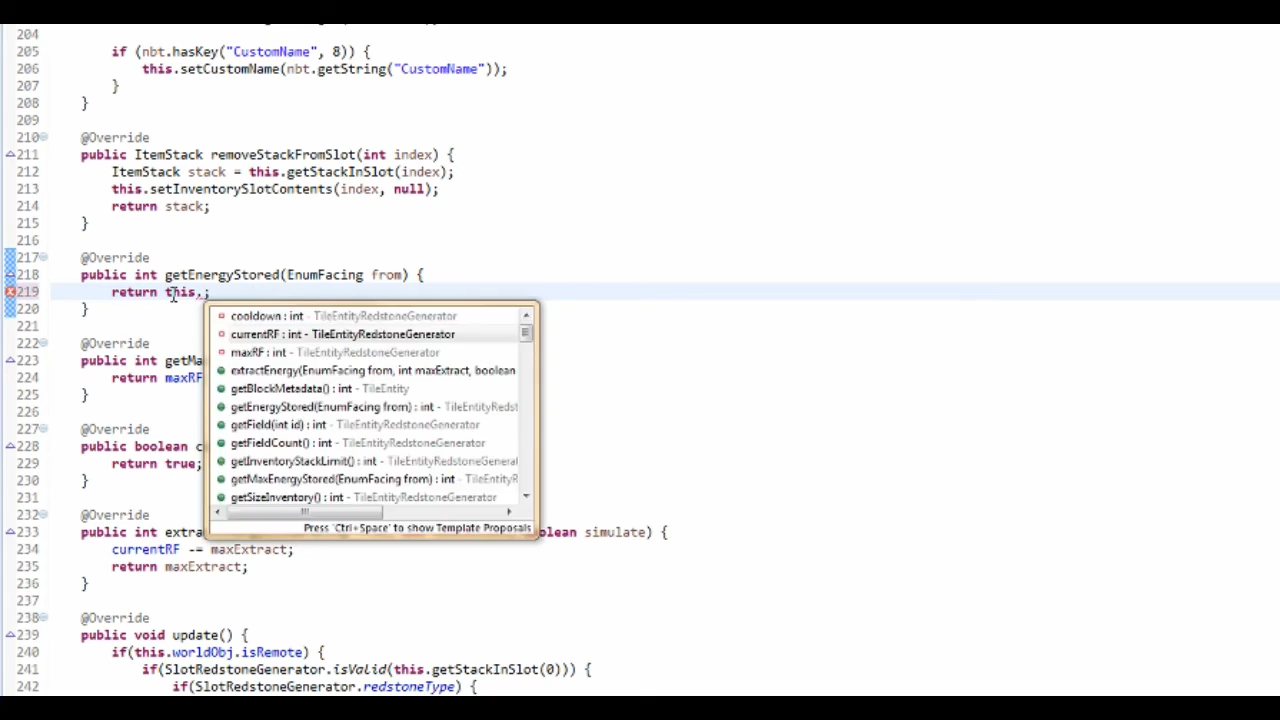 204
205 if (nbt.hasKey("CustomName", 8)) {
206 this.setCustomName(nbt.getString("CustomName"));
207 }
208 }
209
210 @Override
211 public ItemStack removeStackFromSlot(int index) {
212 ItemStack stack = this.getStackInSlot(index);
213 this.setInventorySlotContents(index, null);
214 return stack;
215 }
216
217 @Override
218 public int getEnergyStored(EnumFacing from) {
219 return this.;
220 }
221
222 @Override
223 public int getMa
224 return maxRF
225 }
226
227 @Override
228 public boolean c
229 return true;
230 }
231
232 @Override
233 public int extra
oolean simulate) {
234 currentRF -= maxExtract;
235 return maxExtract;
236 }
237
238 @Override
239 public void update() {
240 if(this.worldObj.isRemote) {
241 if(SlotRedstoneGenerator.isValid(this.getStackInSlot(0))) {
242 if(SlotRedstoneGenerator.redstoneType) {
cooldown : int - TileEntityRedstoneGenerator
currentRF : int - TileEntityRedstoneGenerator
maxRF : int - TileEntityRedstoneGenerator
extractEnergy(EnumFacing from, int maxExtract, boolean
getBlockMetadata() : int - TileEntity
getEnergyStored(EnumFacing from) : int - TileEntityRedst
getField(int id) : int - TileEntityRedstoneGenerator
getFieldCount() : int - TileEntityRedstoneGenerator
getInventoryStackLimit() : int - TileEntityRedstoneGeneral
getMaxEnergyStored(EnumFacing from) : int - TileEntityR
getSizeInventory() : int - TileEntityRedstoneGenerator
Press 'Ctrl+Space' to show Template Proposals